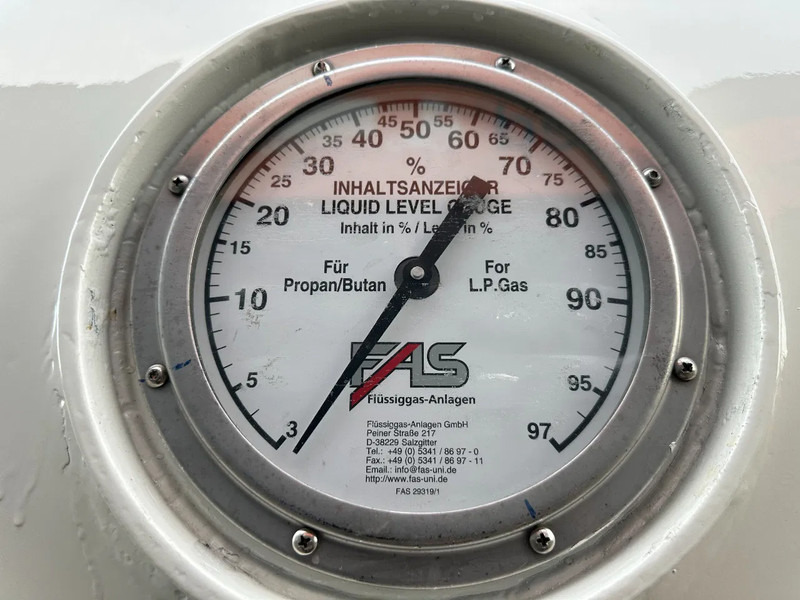 3 5 10 15 20 25 30 35 40 45 50 55 60 65 70 75 80 85 90 95 97
%
INHALTSANZEIGER
LIQUID LEVEL GAUGE
Inhalt in % / Level in %
Für
Propan/Butan
For
L.P.Gas
FAS
Flüssiggas-Anlagen
Flüssiggas-Anlagen GmbH
Peiner Straße 217
D-38229 Salzgitter
Tel.: +49 (0) 5341 / 86 97 - 0
Fax.: +49 (0) 5341 / 86 97 - 11
Email.: info@fas-uni.de
http://www.fas-uni.de
FAS 29319/1